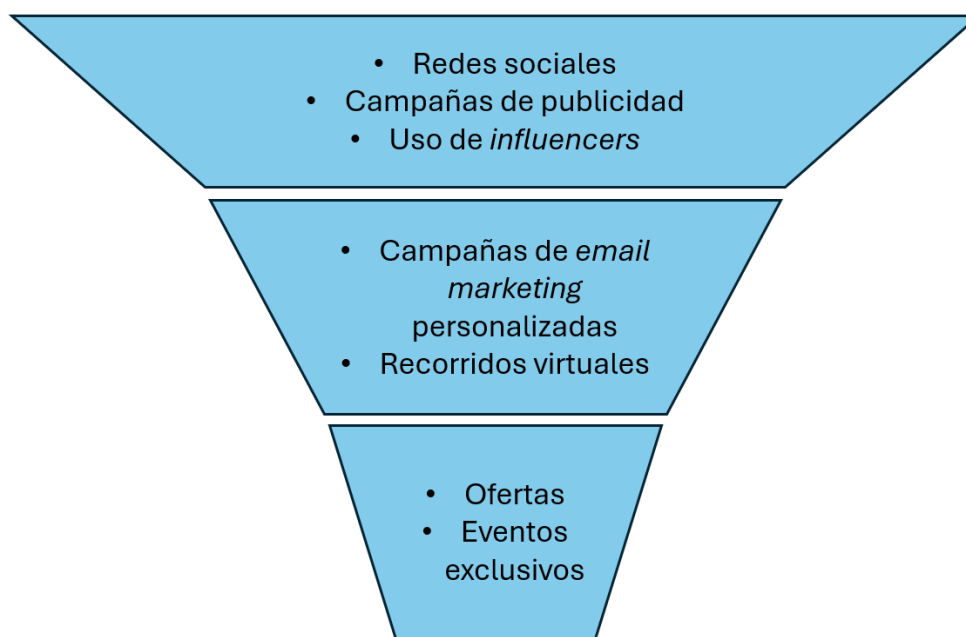 • Redes sociales
• Campañas de publicidad
• Uso de influencers
• Campañas de email
marketing
personalizadas
• Recorridos virtuales
• Ofertas
• Eventos
exclusivos